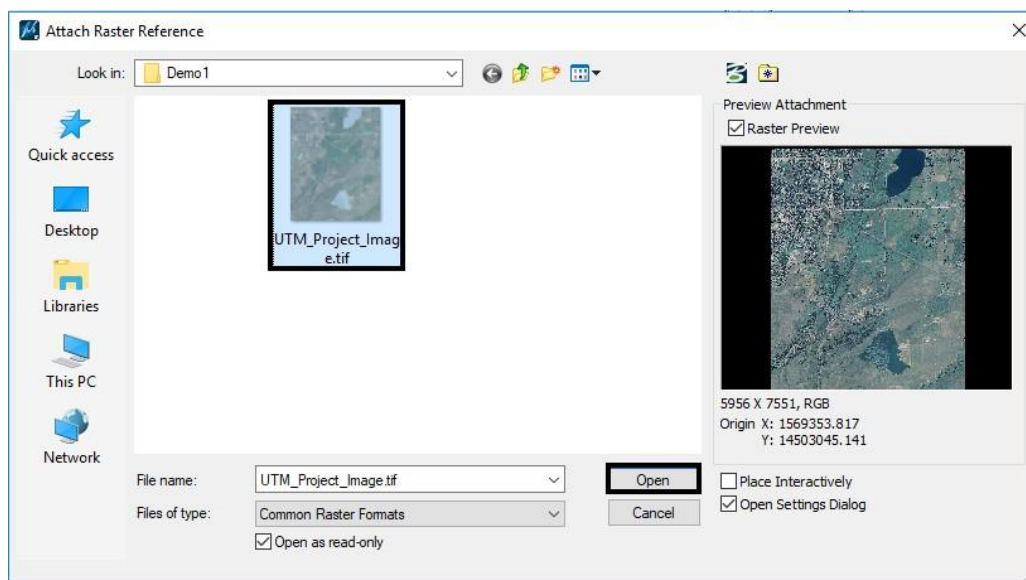 Attach Raster Reference
Look in:
Demo1
Quick access
Desktop
Libraries
This PC
Network
UTM_Project_Imag
e.tif
File name:
UTM_Project_Image.tif
Open
Files of type:
Common Raster Formats
Cancel
Open as read-only
Preview Attachment
Raster Preview
5956 X 7551, RGB
Origin X: 1569353.817
Y: 14503045.141
Place Interactively
Open Settings Dialog